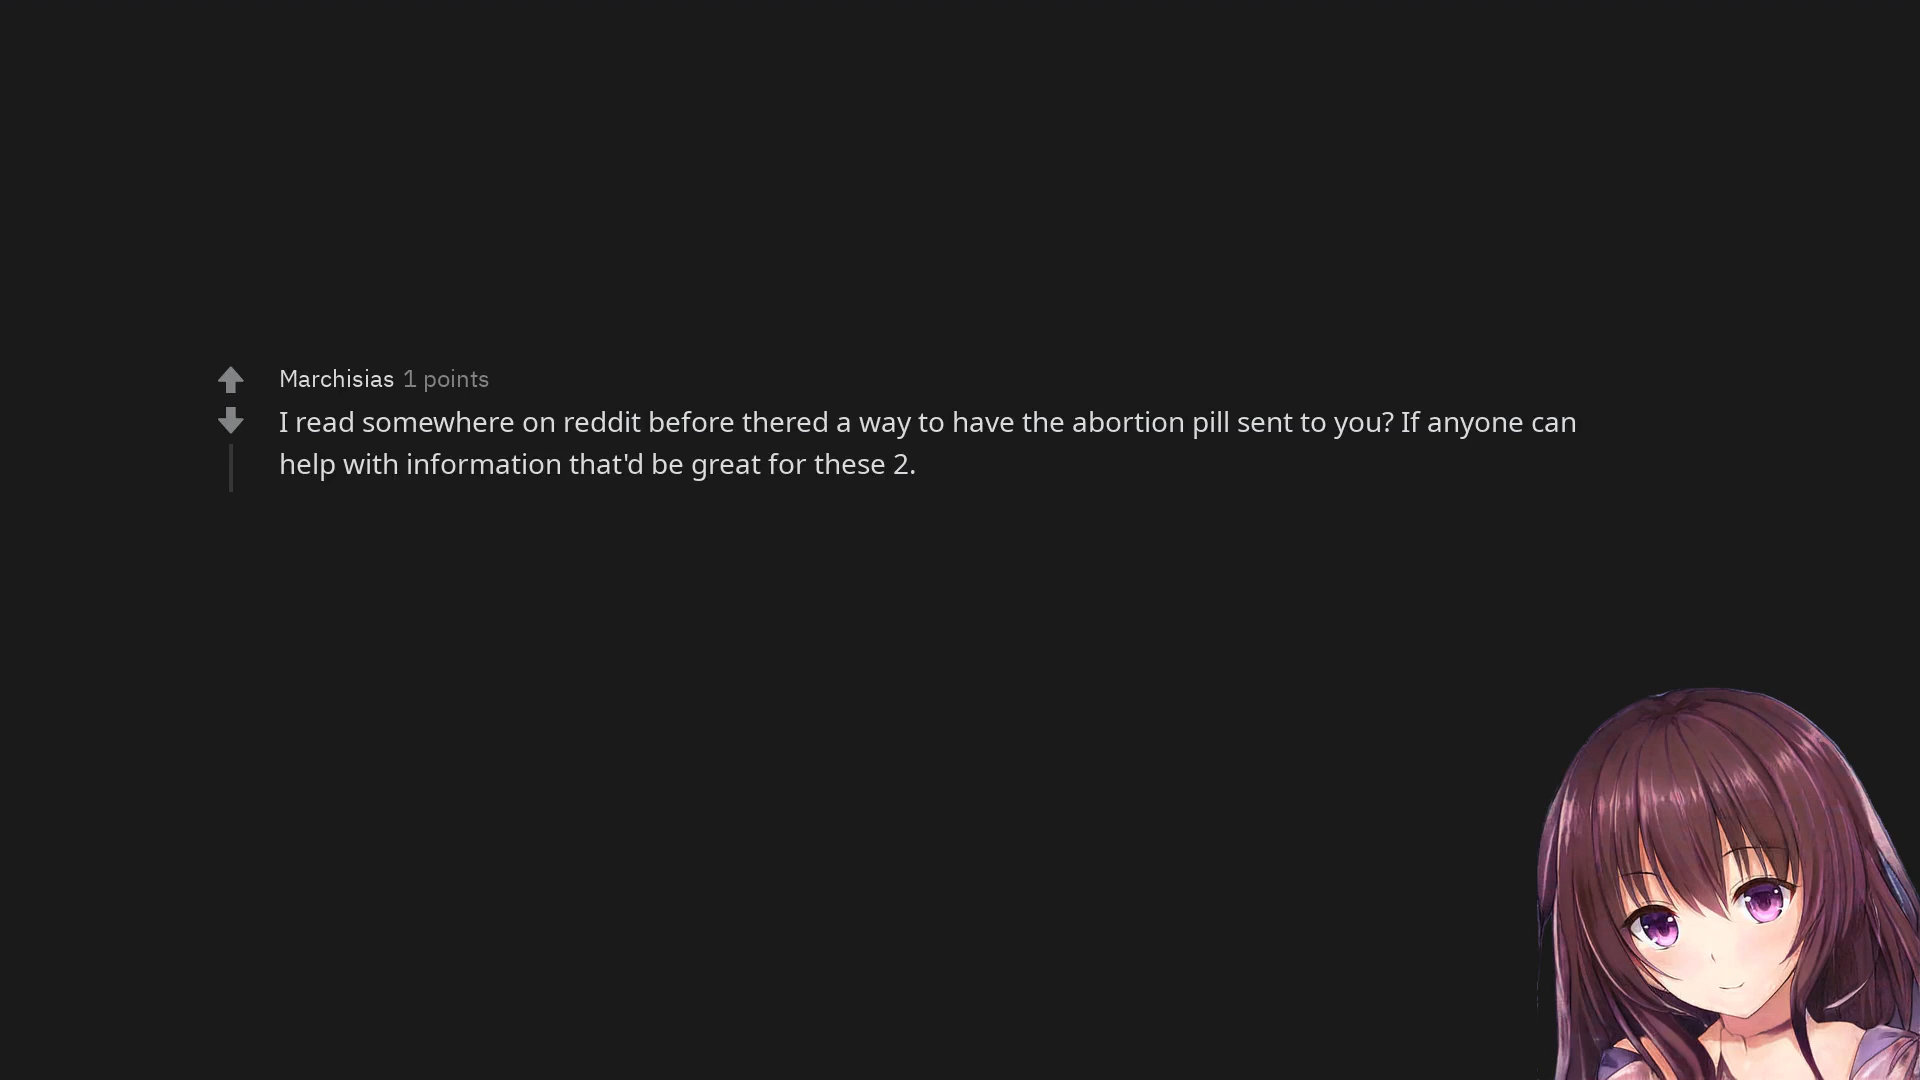 Marchisias 1 points
I read somewhere on reddit before thered a way to have the abortion pill sent to you? If anyone can
help with information that'd be great for these 2.